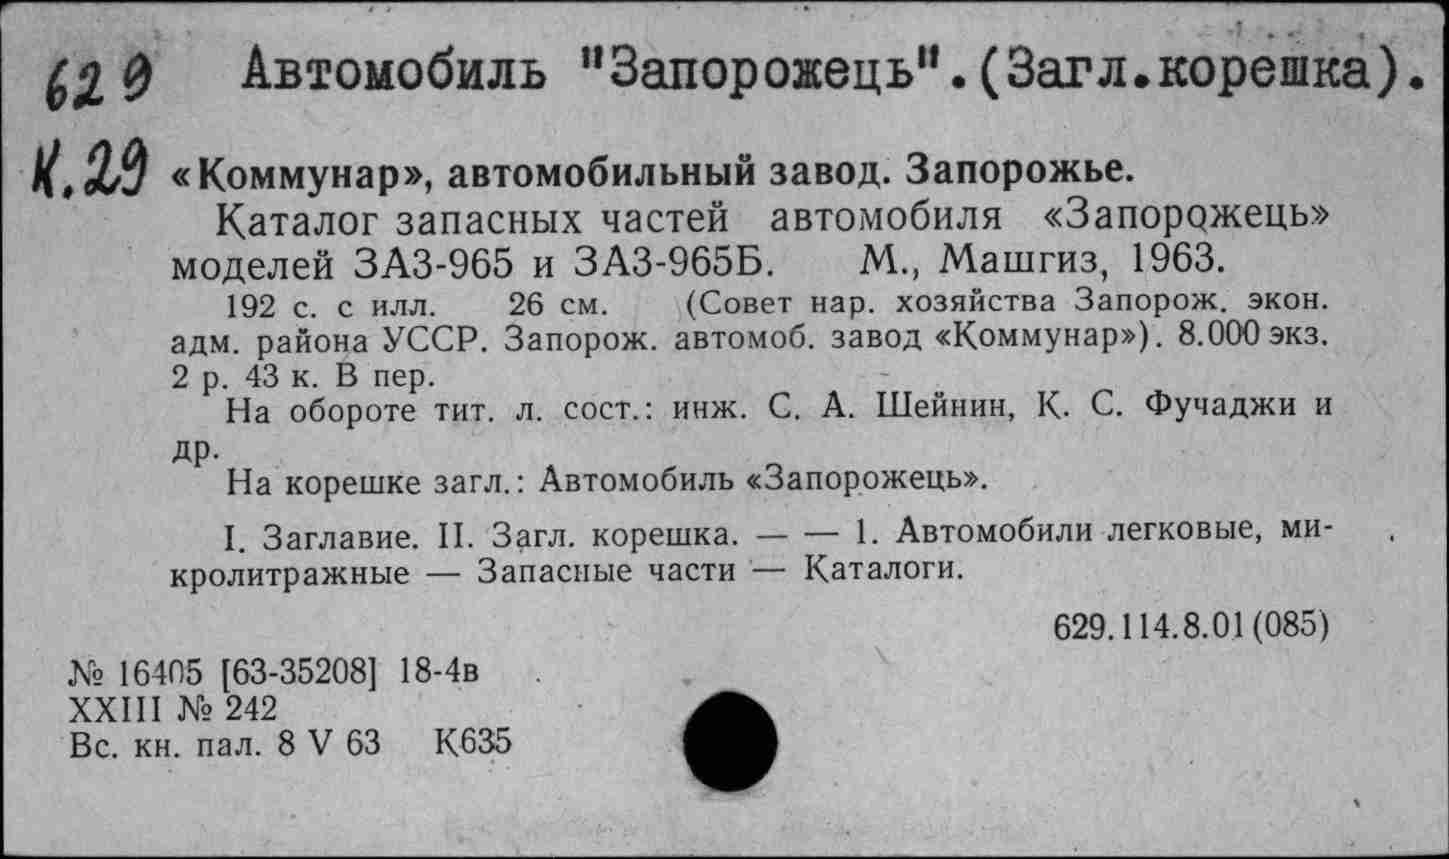 629 Автомобиль "Запорожець".(Загл.корешка).
К.29 «Коммунар», автомобильный завод. Запорожье.
Каталог запасных частей автомобиля «Запорожець»
моделей ЗАЗ-965 и ЗАЗ-965Б. М., Машгиз, 1963.
192 с. с илл. 26 см. (Совет нар. хозяйства Запорож. экон.
адм. района УССР. Запорож. автомоб. завод «Коммунар»). 8.000 экз.
2 р. 43 к. В пер.
На обороте тит. л. сост.: инж. С. А. Шейнин, К. С. Фучаджи и
др.
На корешке загл.: Автомобиль «Запорожець».
I. Заглавие. II. Загл. корешка. — — 1. Автомобили легковые, ми-
кролитражные — Запасные части — Каталоги.
629.114.8.01(085)
№ 16405 [63-35208] 18-4в
XXIII № 242
Вс. кн. пал. 8 V 63 К635